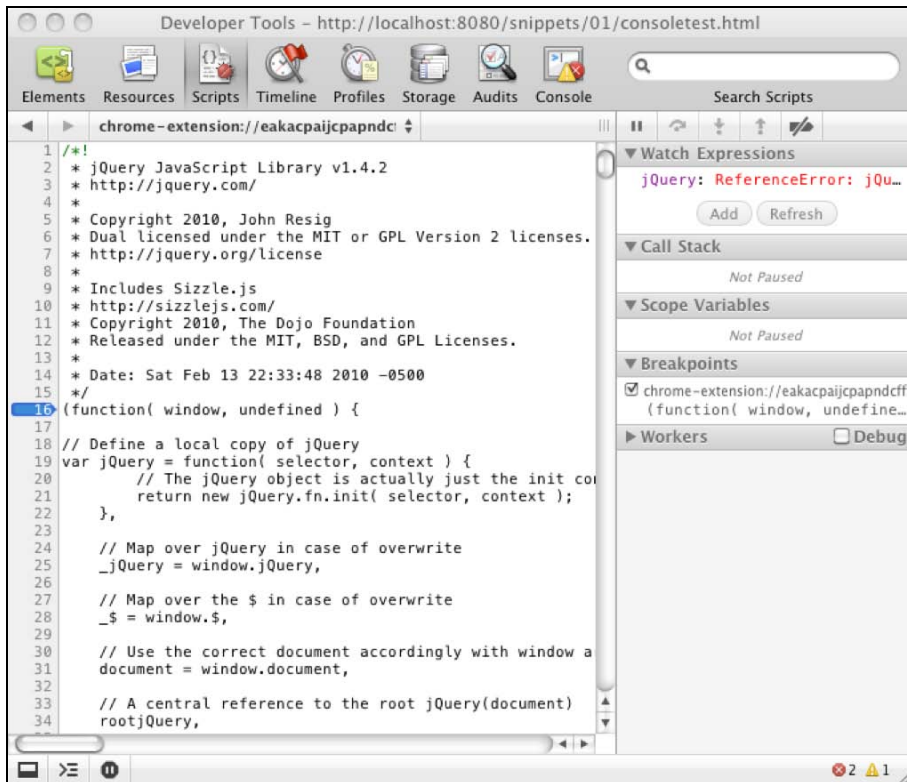 Developer Tools – http://localhost:8080/snippets/01/consoletest.html
Elements Resources Scripts Timeline Profiles Storage Audits Console Search Scripts
chrome-extension://eakacpaijcpapndc
1 /*!
2 * jQuery JavaScript Library v1.4.2
3 * http://jquery.com/
4 *
5 * Copyright 2010, John Resig
6 * Dual licensed under the MIT or GPL Version 2 licenses.
7 * http://jquery.org/license
8 *
9 * Includes Sizzle.js
10 * http://sizzlejs.com/
11 * Copyright 2010, The Dojo Foundation
12 * Released under the MIT, BSD, and GPL Licenses.
13 *
14 * Date: Sat Feb 13 22:33:48 2010 -0500
15 */
16 (function( window, undefined ) {
17
18 // Define a local copy of jQuery
19 var jQuery = function( selector, context ) {
20 // The jQuery object is actually just the init co
21 return new jQuery.fn.init( selector, context );
22 },
23
24 // Map over jQuery in case of overwrite
25 _jQuery = window.jQuery,
26
27 // Map over the $ in case of overwrite
28 _$ = window.$,
29
30 // Use the correct document accordingly with window a
31 document = window.document,
32
33 // A central reference to the root jQuery(document)
34 rootjQuery,
Watch Expressions
jQuery: ReferenceError: jQu…
Add Refresh
Call Stack
Not Paused
Scope Variables
Not Paused
Breakpoints
chrome-extension://eakacpaijcpapndcff
(function( window, undefine…
Workers Debug
2 1